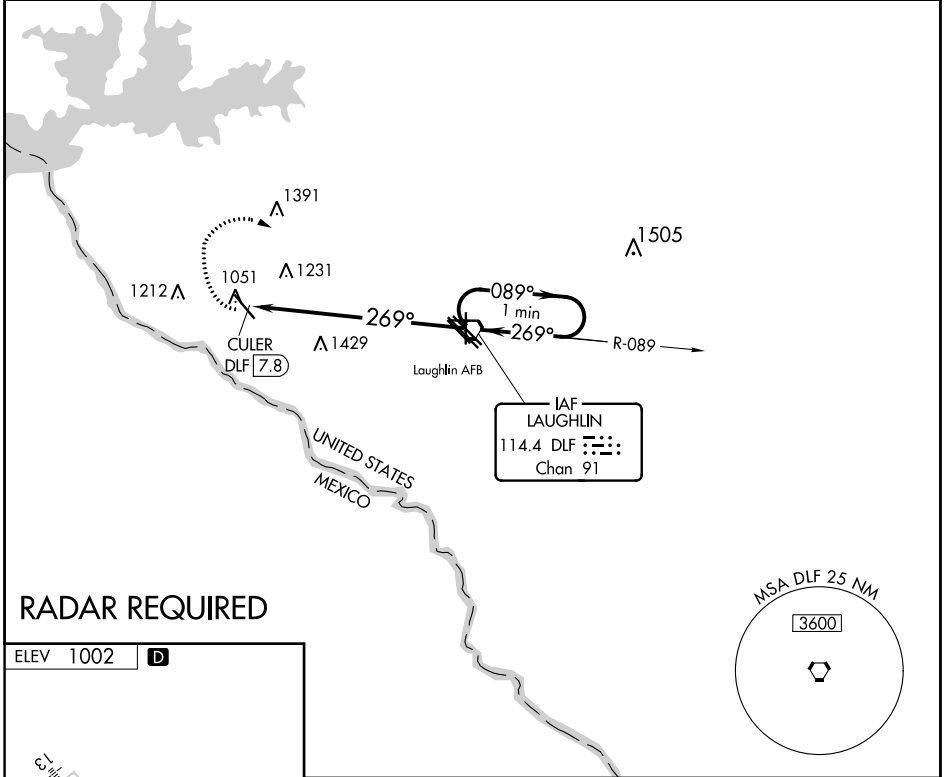 1391
1505
1231
1051
1212
089°
1 min
269°
269°
R-089
1429
CULER
DLF 7.8
Laughlin AFB
IAF
LAUGHLIN
114.4 DLF
Chan 91
UNITED STATES
MEXICO
MSA DLF 25 NM
3600
RADAR REQUIRED
ELEV 1002 D
13